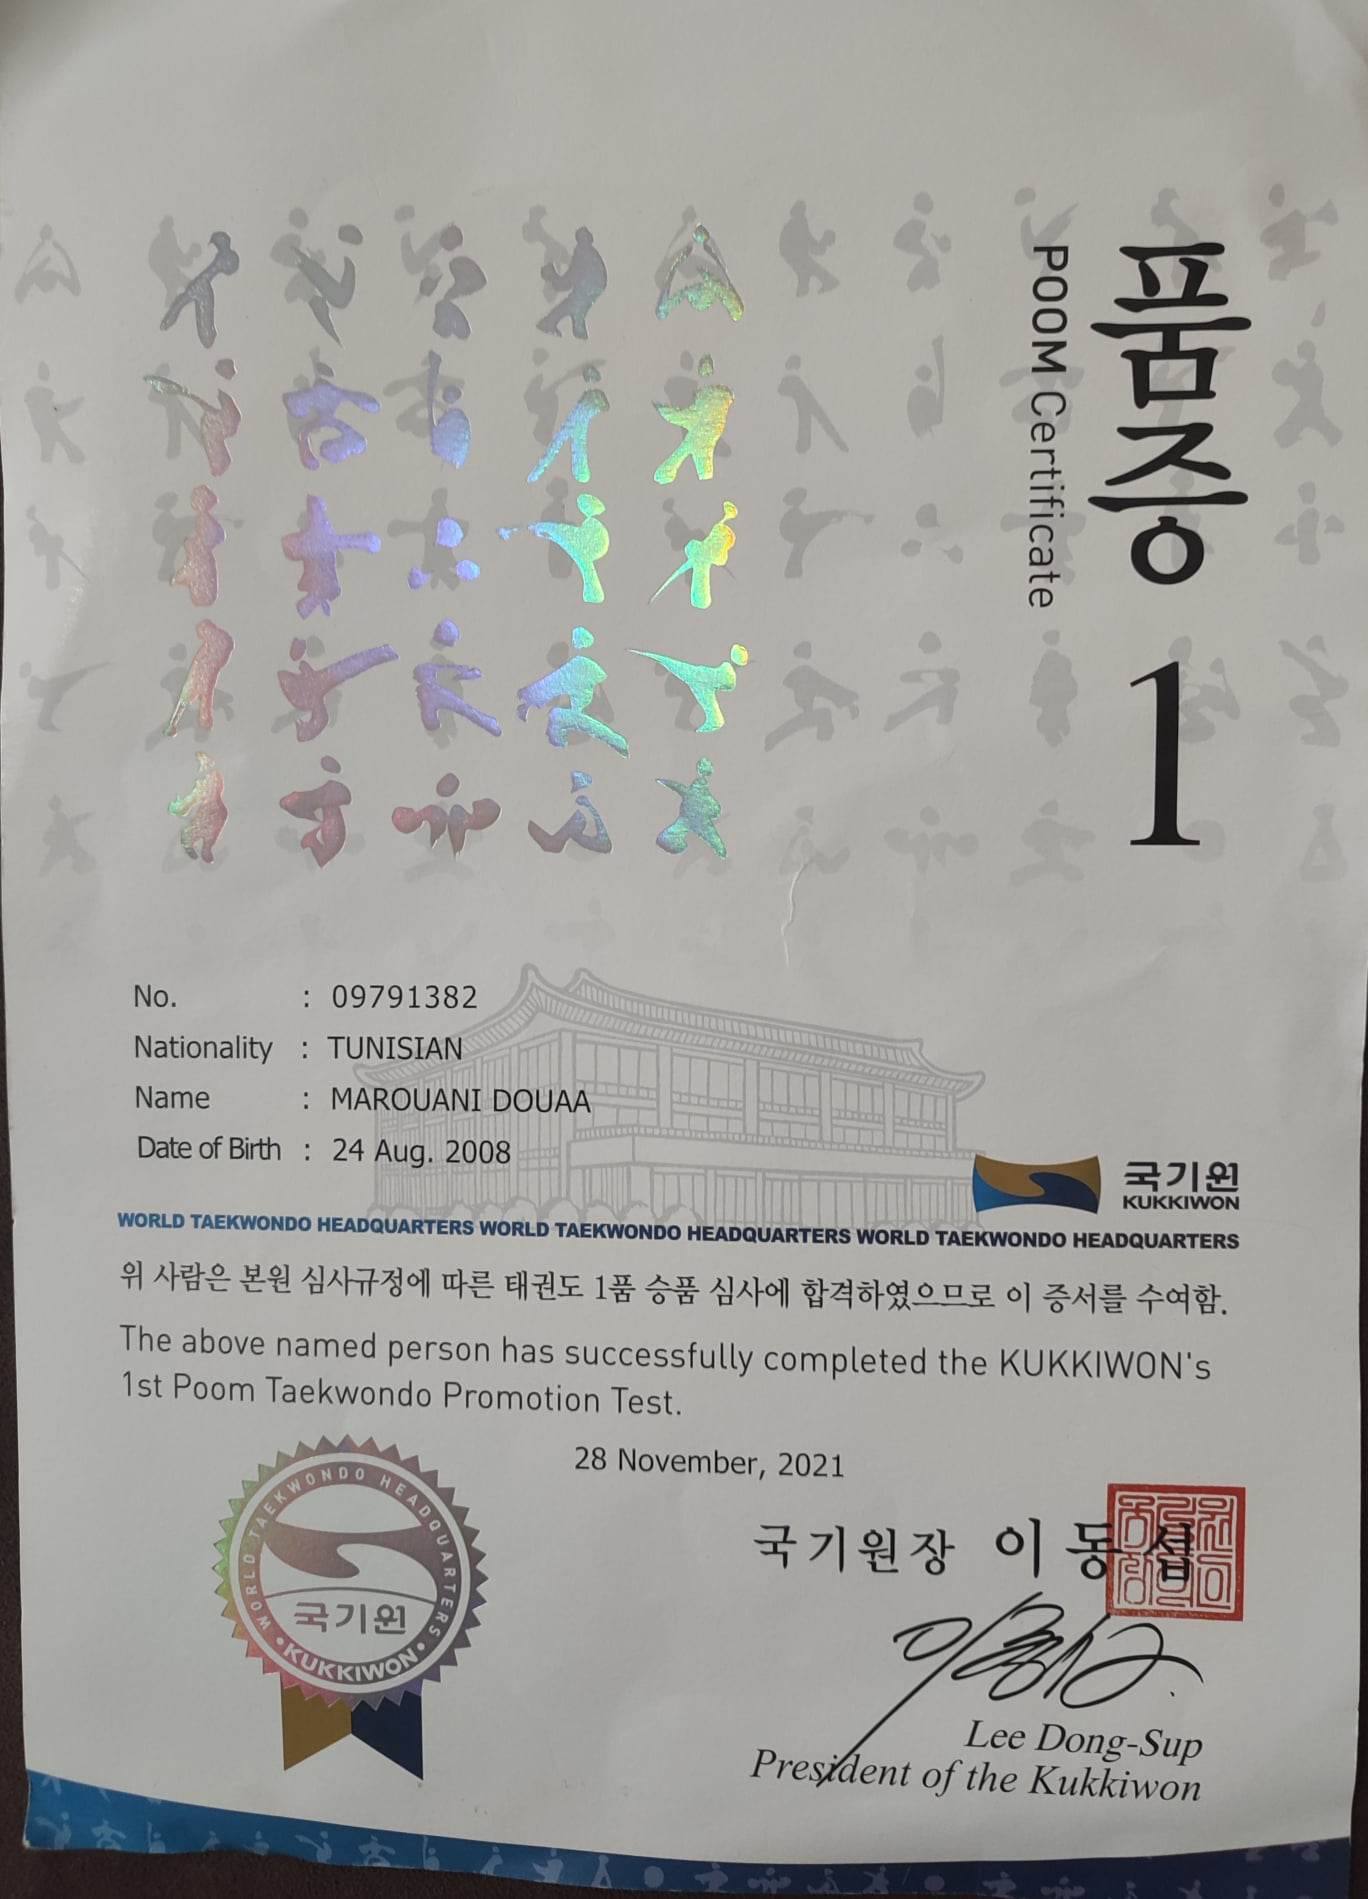 품증 1
POOM Certificate
No. : 09791382
Nationality : TUNISIAN
Name : MAROUANI DOUAA
Date of Birth : 24 Aug. 2008
국기원
KUKKIWON
WORLD TAEKWONDO HEADQUARTERS WORLD TAEKWONDO HEADQUARTERS WORLD TAEKWONDO HEADQUARTERS
위 사람은 본원 심사규정에 따른 태권도 1품 승품 심사에 합격하였으므로 이 증서를 수여함.
The above named person has successfully completed the KUKKIWON's
1st Poom Taekwondo Promotion Test.
28 November, 2021
WORLD TAEKWONDO HEADQUARTERS
국기원
KUKKIWON
국기원장 이동섭
Lee Dong-Sup
President of the Kukkiwon